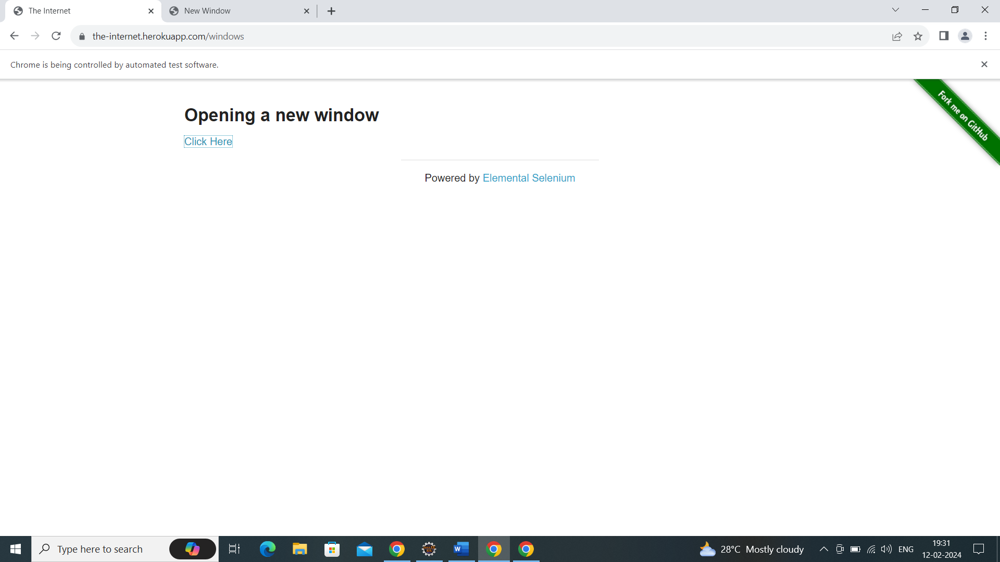 The Internet
New Window
the-internet.herokuapp.com/windows
Chrome is being controlled by automated test software.
Fork me on GitHub
Opening a new window
Click Here
Powered by Elemental Selenium
Type here to search
W
28°C Mostly cloudy
ENG
19:31
12-02-2024